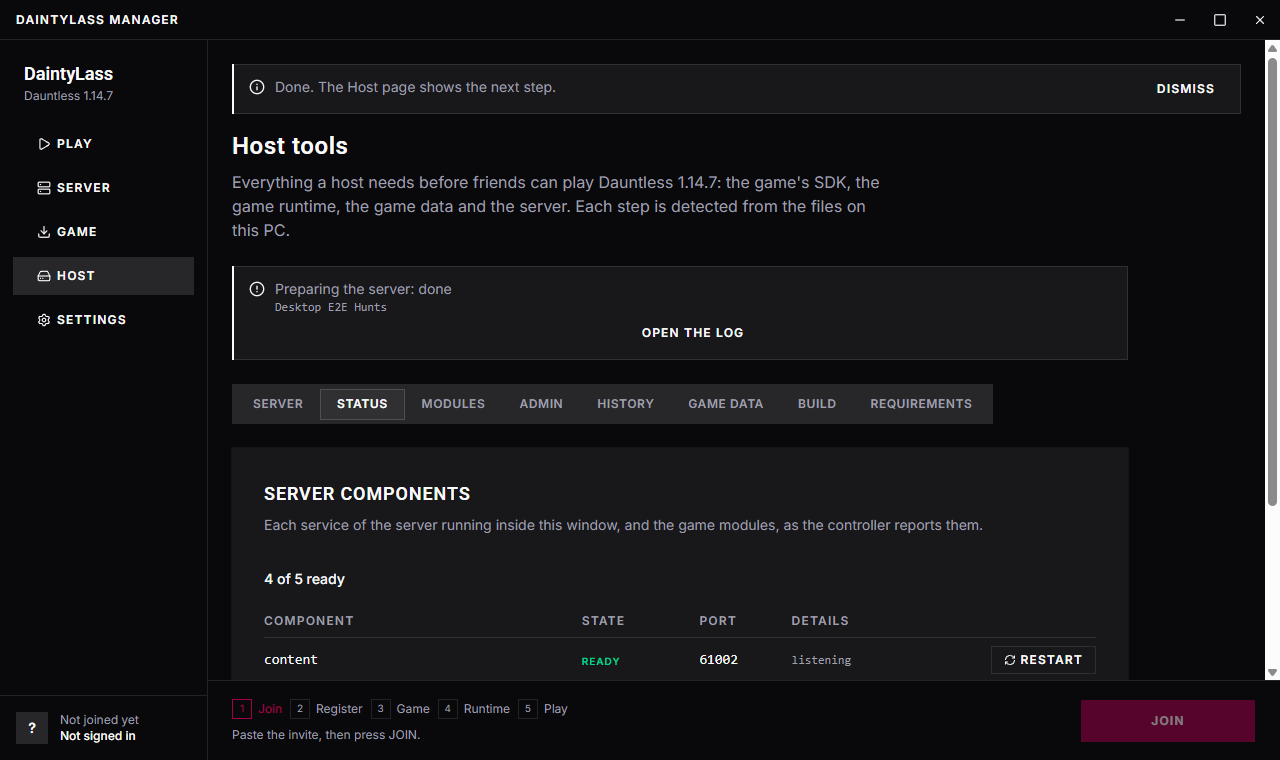 DAINTYLASS MANAGER
DaintyLass
Dauntless 1.14.7
PLAY
SERVER
GAME
HOST
SETTINGS
? Not joined yet
Not signed in
Done. The Host page shows the next step. DISMISS
Host tools
Everything a host needs before friends can play Dauntless 1.14.7: the game's SDK, the
game runtime, the game data and the server. Each step is detected from the files on
this PC.
Preparing the server: done
Desktop E2E Hunts
OPEN THE LOG
SERVER STATUS MODULES ADMIN HISTORY GAME DATA BUILD REQUIREMENTS
SERVER COMPONENTS
Each service of the server running inside this window, and the game modules, as the controller reports them.
4 of 5 ready
COMPONENT STATE PORT DETAILS
content READY 61002 listening RESTART
1 Join 2 Register 3 Game 4 Runtime 5 Play
Paste the invite, then press JOIN.
JOIN